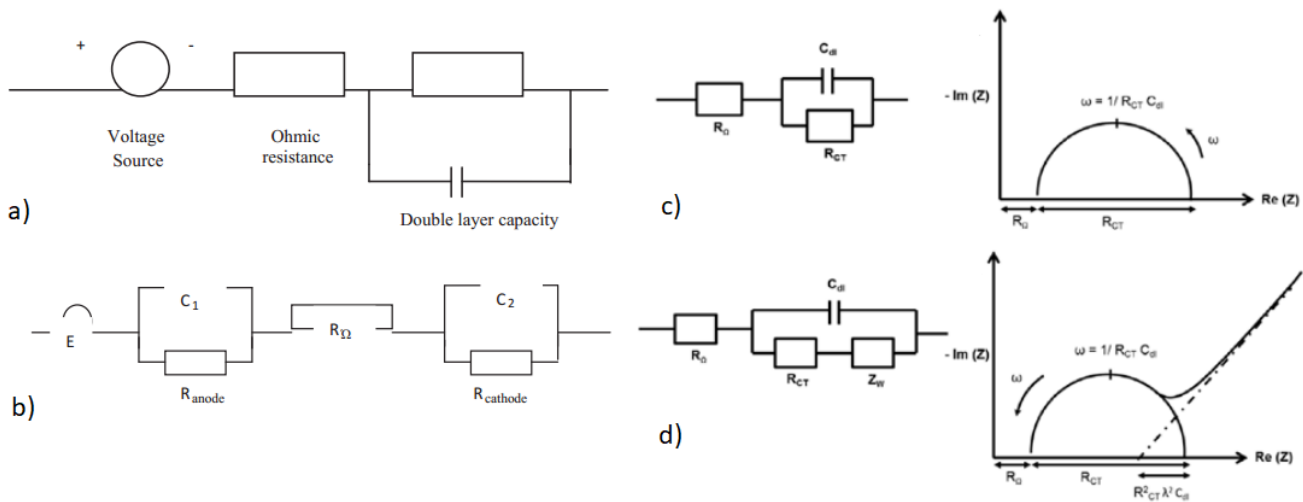 + -
Voltage
Source
Ohmic
resistance
Double layer capacity
a)
E
C1
Ranode
RΩ
C2
Rcathode
b)
Cdl
RΩ
RCT
c)
- Im (Z)
ω = 1/ RCT Cdl
ω
Re (Z)
RΩ
RCT
Cdl
RΩ
RCT
ZW
d)
- Im (Z)
ω = 1/ RCT Cdl
ω
Re (Z)
RΩ
RCT
R²CT λ² Cdl